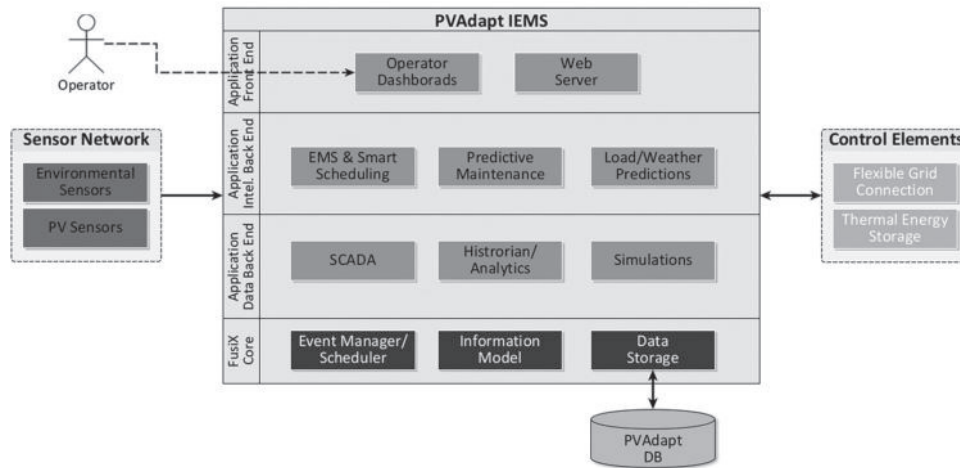 PVAdapt IEMS
Operator
Application
Front End
Operator
Dashborads
Web
Server
Sensor Network
Environmental
Sensors
PV Sensors
Application
Intel. Back End
EMS & Smart
Scheduling
Predictive
Maintenance
Load/Weather
Predictions
Control Elements
Flexible Grid
Connection
Thermal Energy
Storage
Application
Data Back End
SCADA
Histrorian/
Analytics
Simulations
FusiX
Core
Event Manager/
Scheduler
Information
Model
Data
Storage
PVAdapt
DB